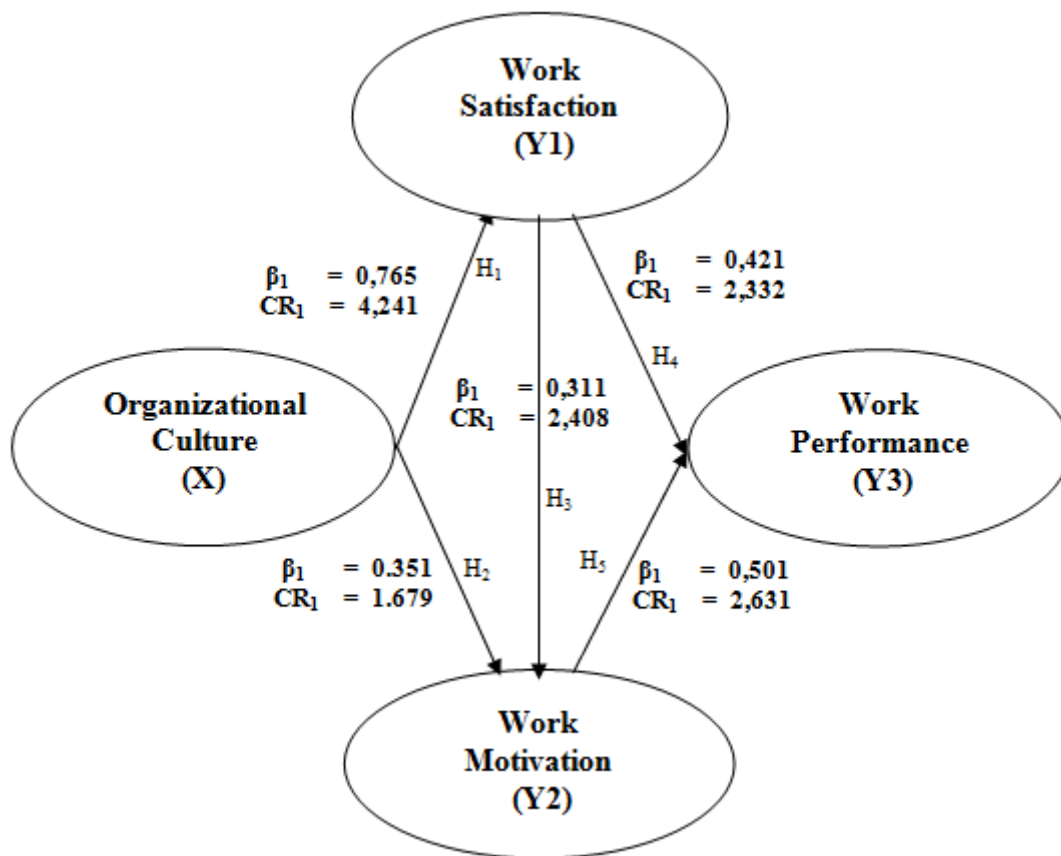 Work
Satisfaction
(Y1)
β₁ = 0,765
CR₁ = 4,241
H₁
β₁ = 0,421
CR₁ = 2,332
H₄
Organizational
Culture
(X)
β₁ = 0,311
CR₁ = 2,408
Work
Performance
(Y3)
H₃
β₁ = 0.351
CR₁ = 1.679
H₂
H₅
β₁ = 0,501
CR₁ = 2,631
Work
Motivation
(Y2)